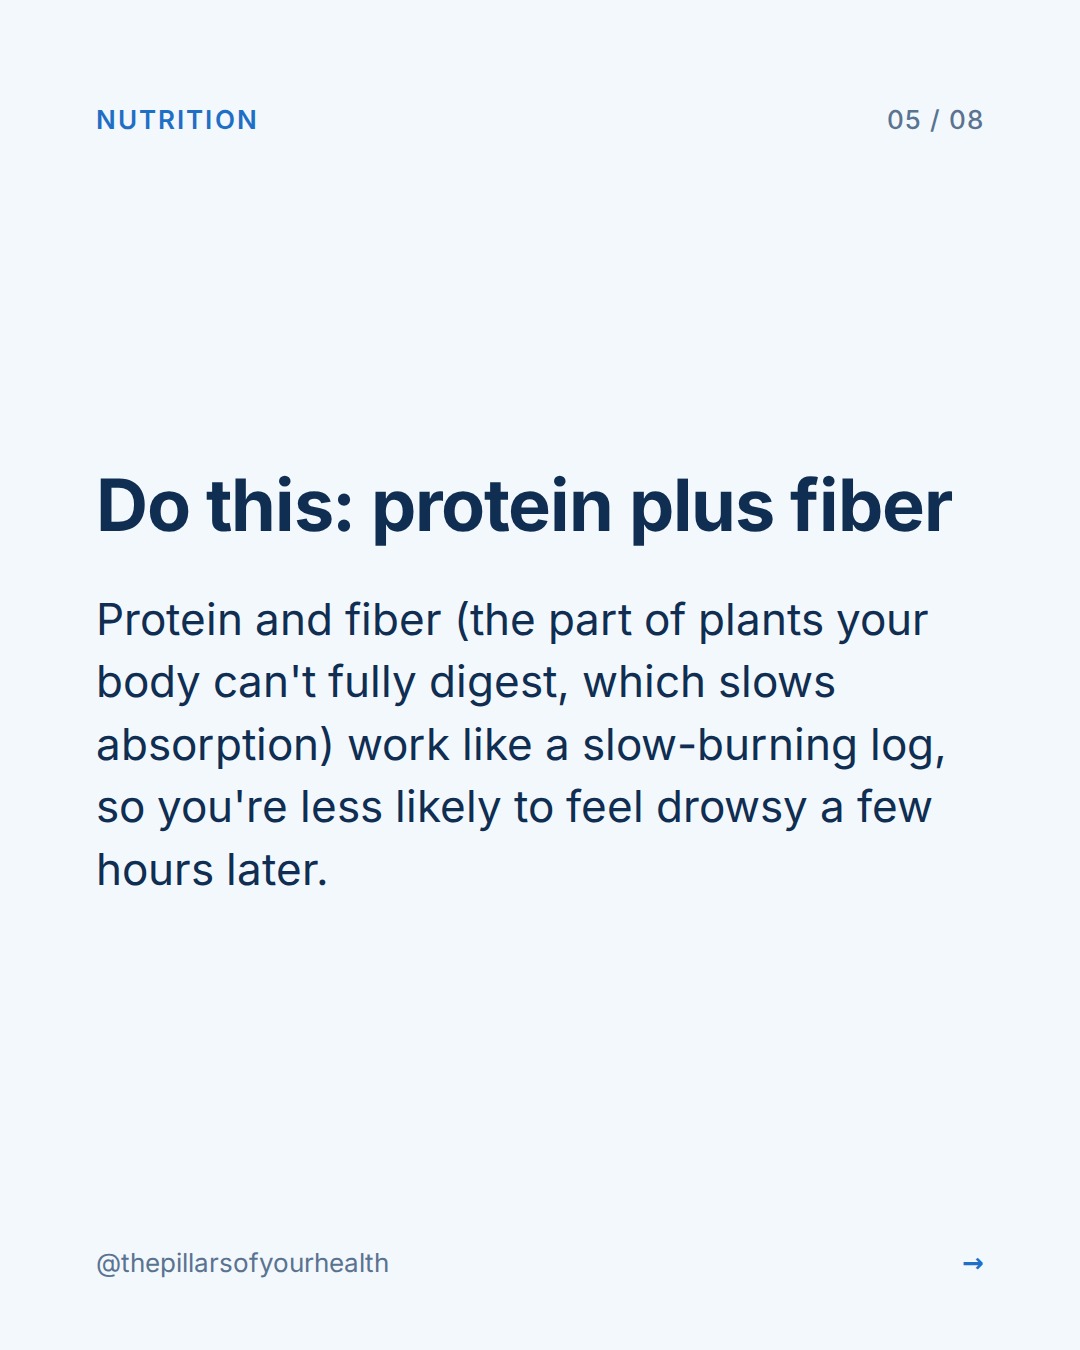 NUTRITION
05 / 08
Do this: protein plus fiber
Protein and fiber (the part of plants your
body can't fully digest, which slows
absorption) work like a slow-burning log,
so you're less likely to feel drowsy a few
hours later.
@thepillarsofyourhealth
→